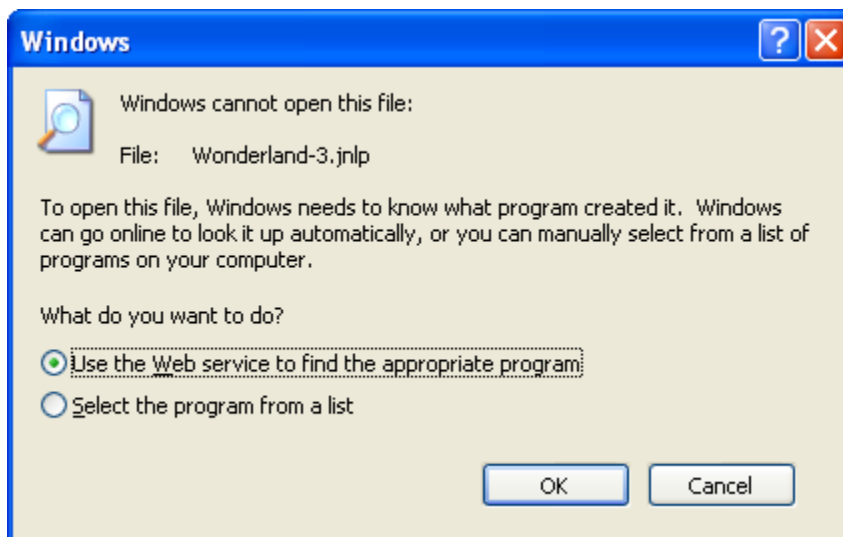 Windows
Windows cannot open this file:
File: Wonderland-3.jnlp
To open this file, Windows needs to know what program created it. Windows
can go online to look it up automatically, or you can manually select from a list of
programs on your computer.
What do you want to do?
Use the Web service to find the appropriate program
Select the program from a list
OK
Cancel